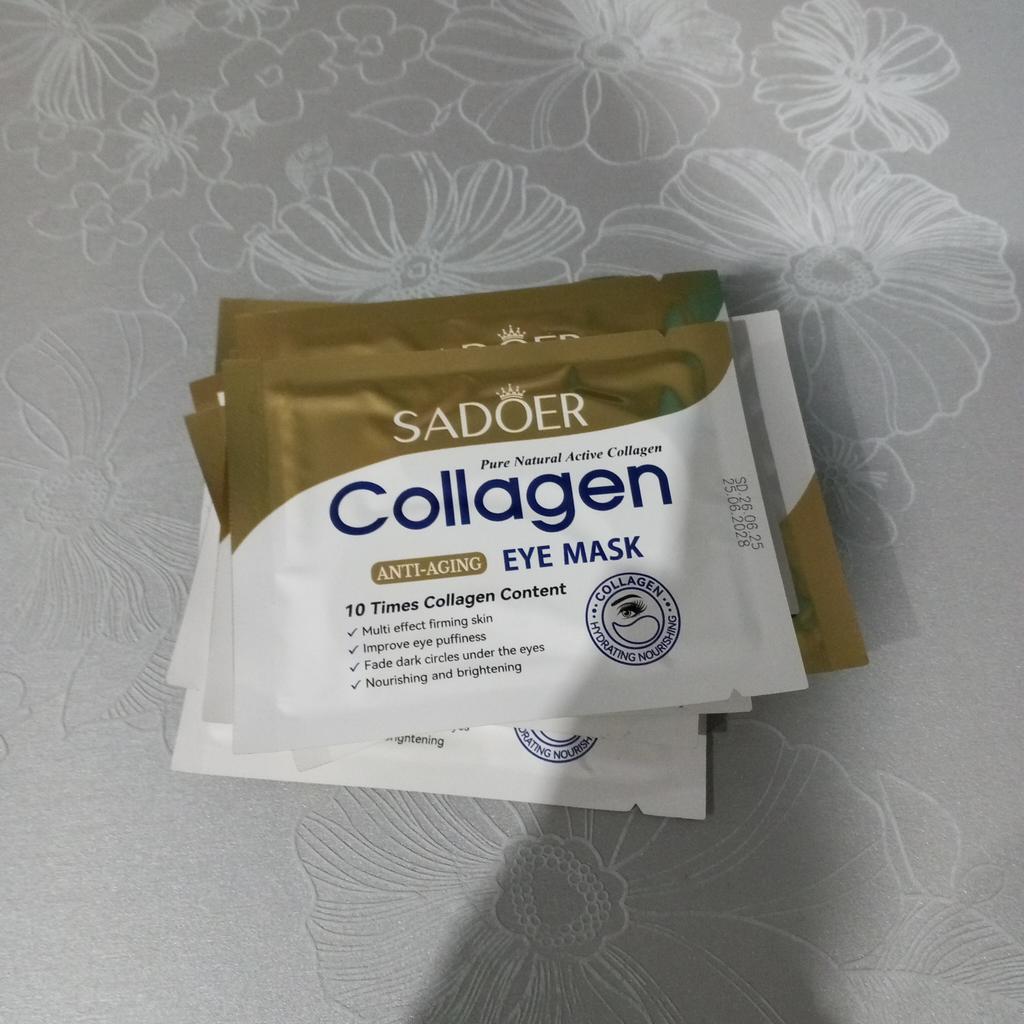 SADOER
SADOER
Pure Natural Active Collagen
Collagen
ANTI-AGING EYE MASK
10 Times Collagen Content
✓ Multi effect firming skin
✓ Improve eye puffiness
✓ Fade dark circles under the eyes
✓ Nourishing and brightening
COLLAGEN
HYDRATING NOURISHING
SD.26.06.25
25.06.2028